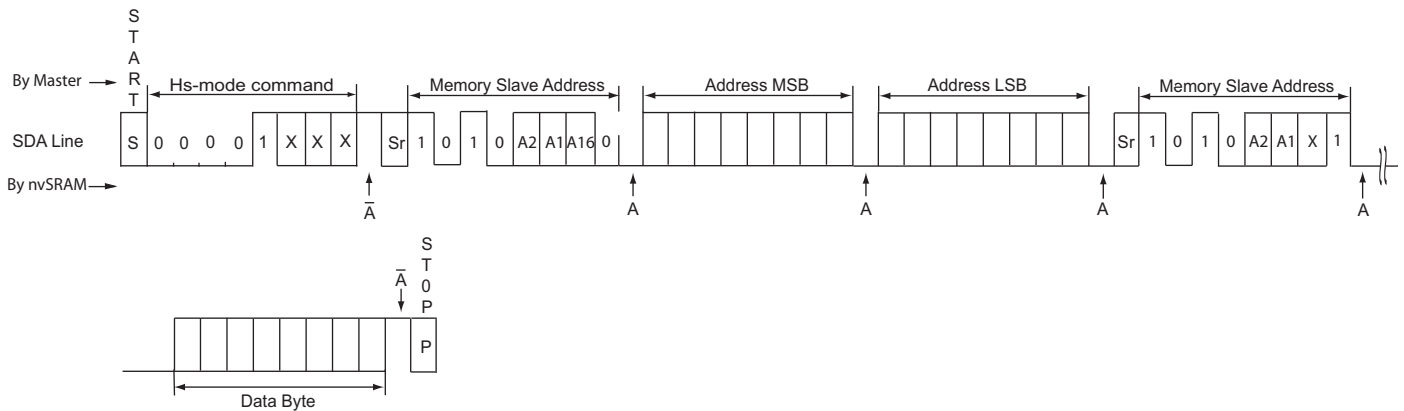 START
By Master
Hs-mode command
Memory Slave Address
Address MSB
Address LSB
Memory Slave Address
SDA Line
S 0 0 0 0 1 X X X Sr 1 0 1 0 A2 A1 A16 0 Sr 1 0 1 0 A2 A1 X 1
By nvSRAM
A̅ A A A A
A̅
ST0P
P
Data Byte